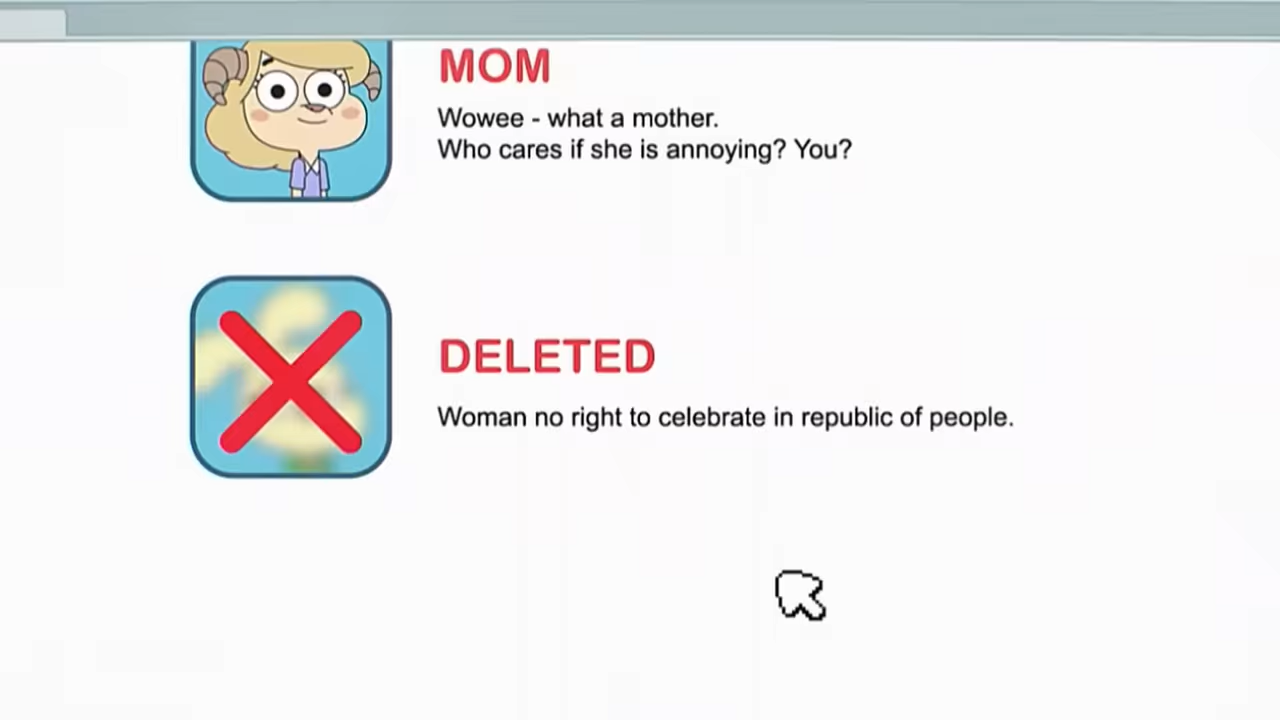 MOM
Wowee - what a mother.
Who cares if she is annoying? You?
DELETED
Woman no right to celebrate in republic of people.